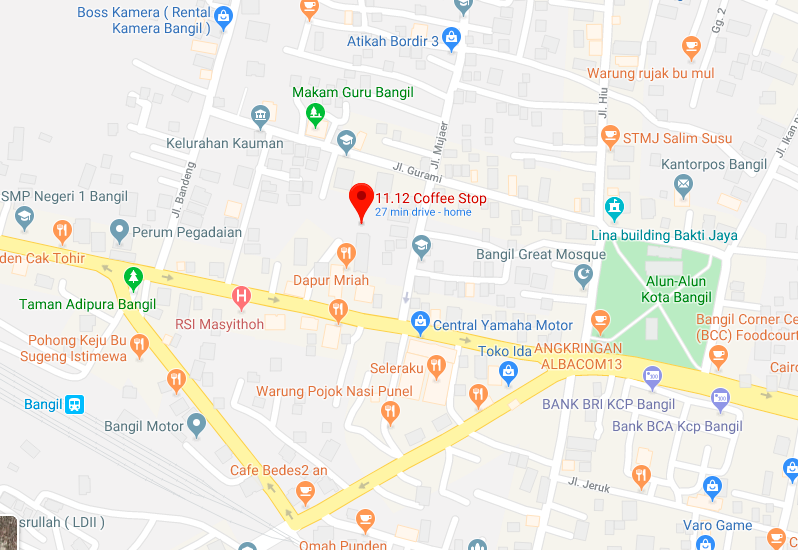 Boss Kamera ( Rental
Kamera Bangil )
Atikah Bordir 3
Gg. 2
Warung rujak bu mul
Makam Guru Bangil
Jl. Hiu
Kelurahan Kauman
Jl. Mujaer
STMJ Salim Susu
Jl. Ikan
Jl. Gurami
Kantorpos Bangil
Jl. Bandeng
SMP Negeri 1 Bangil
11.12 Coffee Stop
27 min drive - home
Perum Pegadaian
Lina building Bakti Jaya
den Cak Tohir
Bangil Great Mosque
Dapur Mriah
Alun-Alun
Kota Bangil
Taman Adipura Bangil
RSI Masyithoh
Central Yamaha Motor
Bangil Corner Ce
(BCC) Foodcourt
Pohong Keju Bu
Sugeng Istimewa
Toko Ida
ANGKRINGAN
ALBACOM13
Seleraku
Cairo
Warung Pojok Nasi Punel
Bangil
BANK BRI KCP Bangil
Bangil Motor
Bank BCA Kcp Bangil
Cafe Bedes2 an
Jl. Jeruk
srullah ( LDII )
Varo Game
Omah Punden